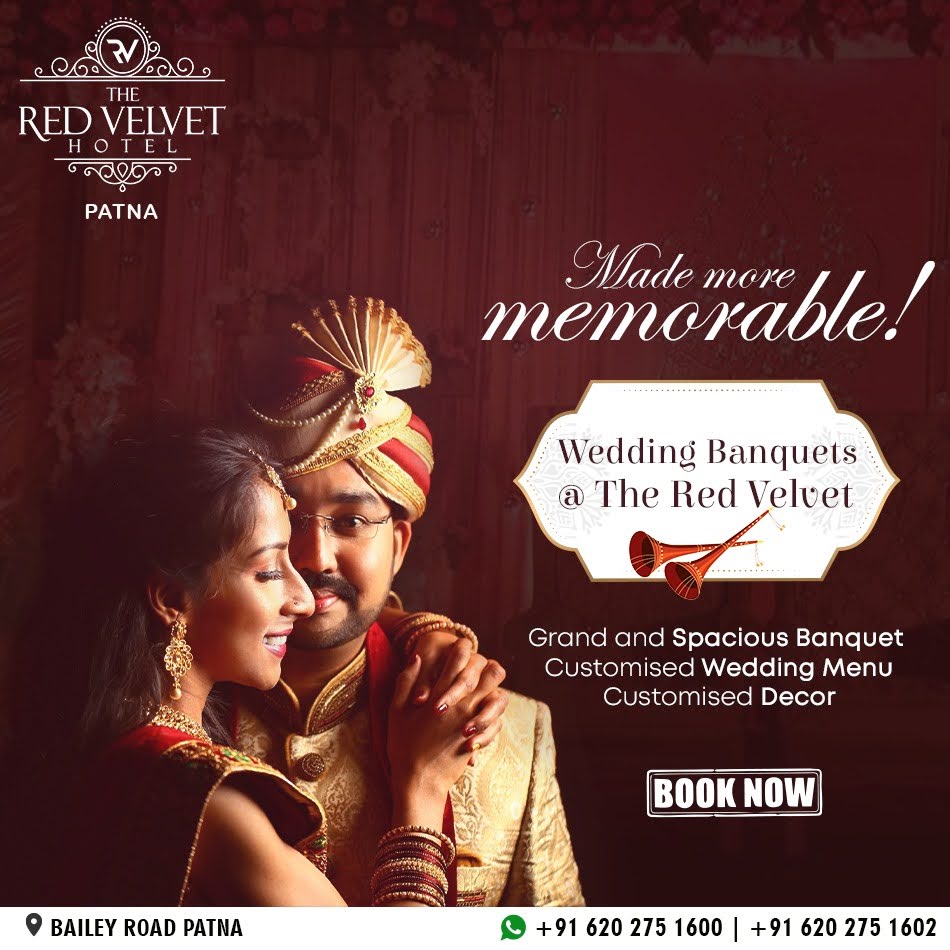 RV
THE
RED VELVET
HOTEL
PATNA
Made more
memorable!
Wedding Banquets
@ The Red Velvet
Grand and Spacious Banquet
Customised Wedding Menu
Customised Decor
BOOK NOW
BAILEY ROAD PATNA
+91 620 275 1600 | +91 620 275 1602